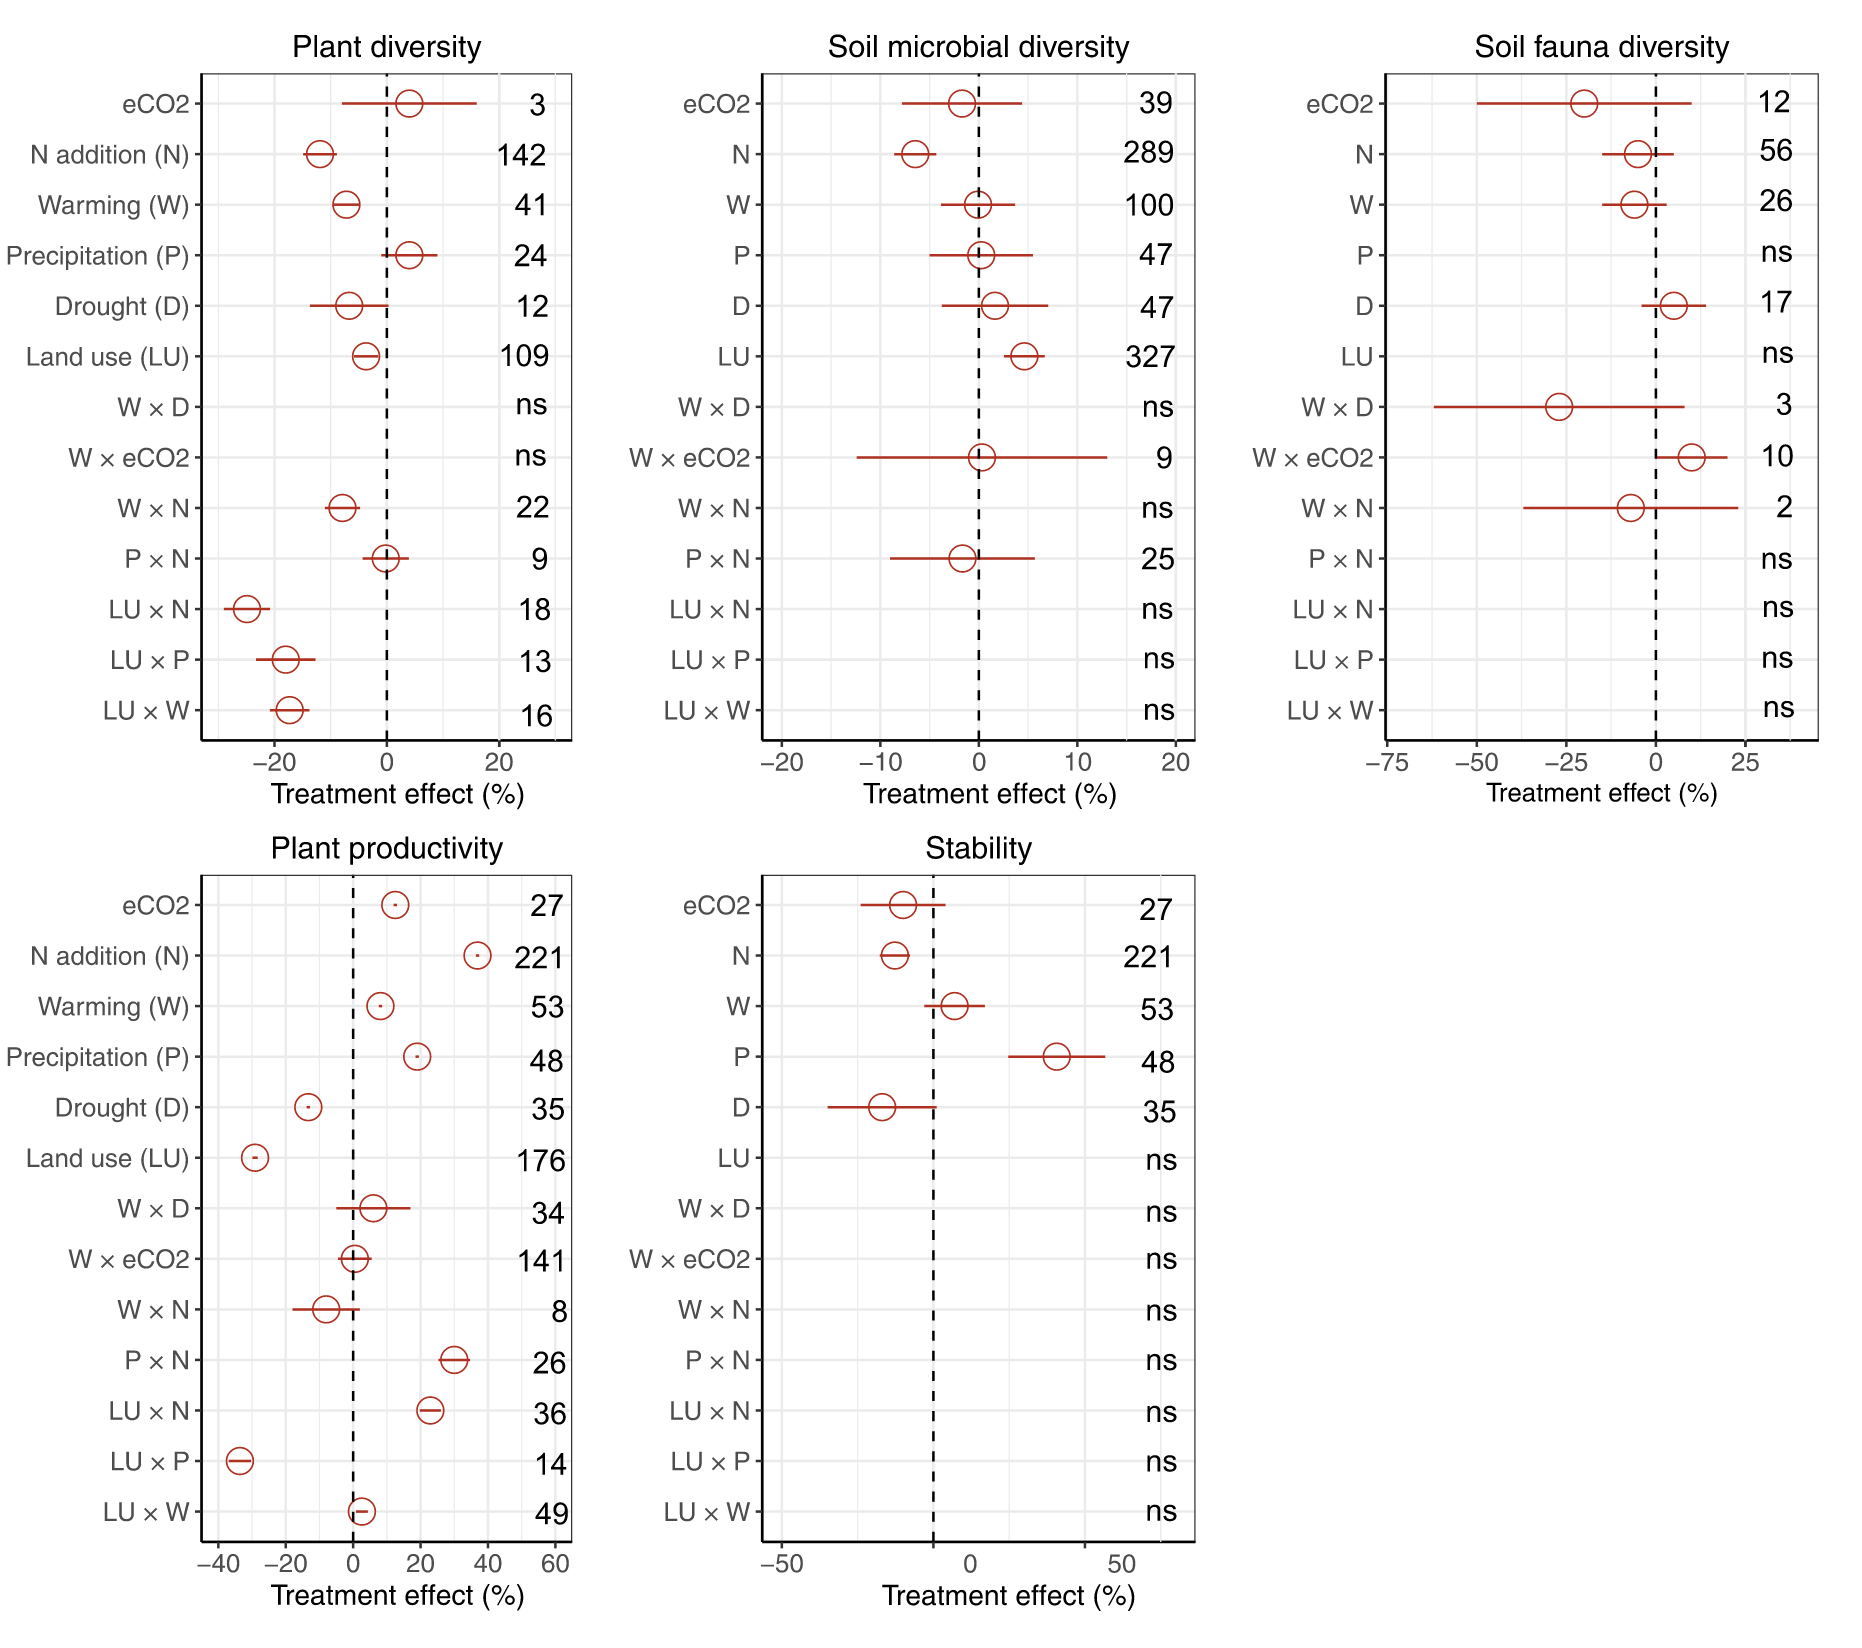 Plant diversity
eCO2 3
N addition (N) 142
Warming (W) 41
Precipitation (P) 24
Drought (D) 12
Land use (LU) 109
W × D ns
W × eCO2 ns
W × N 22
P × N 9
LU × N 18
LU × P 13
LU × W 16
−20 0 20
Treatment effect (%)
Soil microbial diversity
eCO2 39
N 289
W 100
P 47
D 47
LU 327
W × D ns
W × eCO2 9
W × N ns
P × N 25
LU × N ns
LU × P ns
LU × W ns
−20 −10 0 10 20
Treatment effect (%)
Soil fauna diversity
eCO2 12
N 56
W 26
P ns
D 17
LU ns
W × D 3
W × eCO2 10
W × N 2
P × N ns
LU × N ns
LU × P ns
LU × W ns
−75 −50 −25 0 25
Treatment effect (%)
Plant productivity
eCO2 27
N addition (N) 221
Warming (W) 53
Precipitation (P) 48
Drought (D) 35
Land use (LU) 176
W × D 34
W × eCO2 141
W × N 8
P × N 26
LU × N 36
LU × P 14
LU × W 49
−40 −20 0 20 40 60
Treatment effect (%)
Stability
eCO2 27
N 221
W 53
P 48
D 35
LU ns
W × D ns
W × eCO2 ns
W × N ns
P × N ns
LU × N ns
LU × P ns
LU × W ns
−50 0 50
Treatment effect (%)